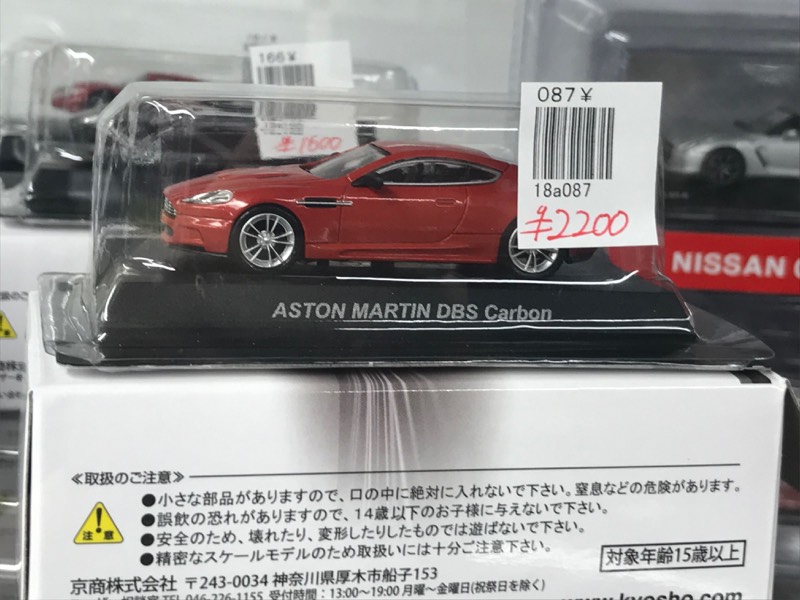 166¥
¥1600
087¥
18a087
¥2200
NISSAN
ASTON MARTIN DBS Carbon
≪取扱のご注意≫
●小さな部品がありますので、口の中に絶対に入れないで下さい。窒息などの危険があります。
●誤飲の恐れがありますので、14歳以下のお子様に与えないで下さい。
●安全のため、壊れたり、変形したりしたものでは遊ばないで下さい。
●精密なスケールモデルのため取扱いには十分ご注意下さい。
注意
対象年齢15歳以上
京商株式会社 〒243-0034 神奈川県厚木市船子153
TEL 046-226-1155 受付時間:13:00~19:00 月曜~金曜日(祝祭日を除く)
www.kyosho.com